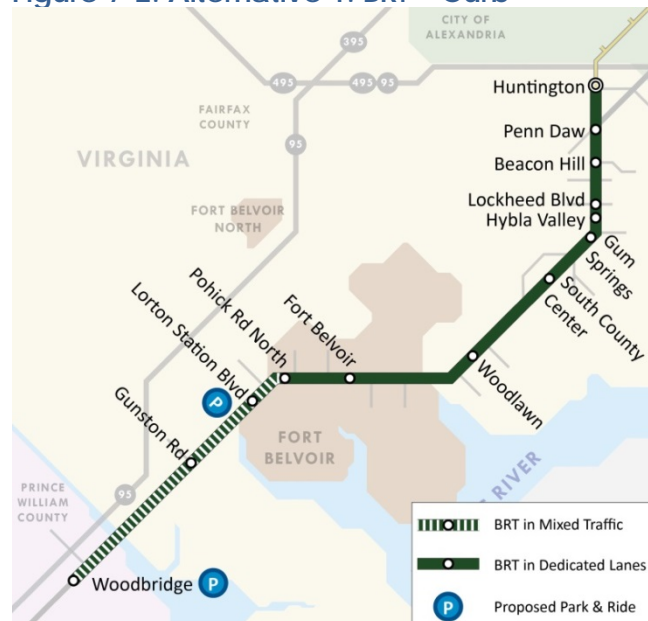 CITY OF
ALEXANDRIA
395
495
495
95
Huntington
FAIRFAX
COUNTY
Penn Daw
95
VIRGINIA
Beacon Hill
FORT BELVOIR
NORTH
Lockheed Blvd
Hybla Valley
Gum
Springs
South County
Center
Pohick Rd North
Fort Belvoir
Lorton Station Blvd
Woodlawn
P
Gunston Rd
FORT
BELVOIR
RIVER
PRINCE
WILLIAM
COUNTY
95
Woodbridge
P
BRT in Mixed Traffic
BRT in Dedicated Lanes
P
Proposed Park & Ride